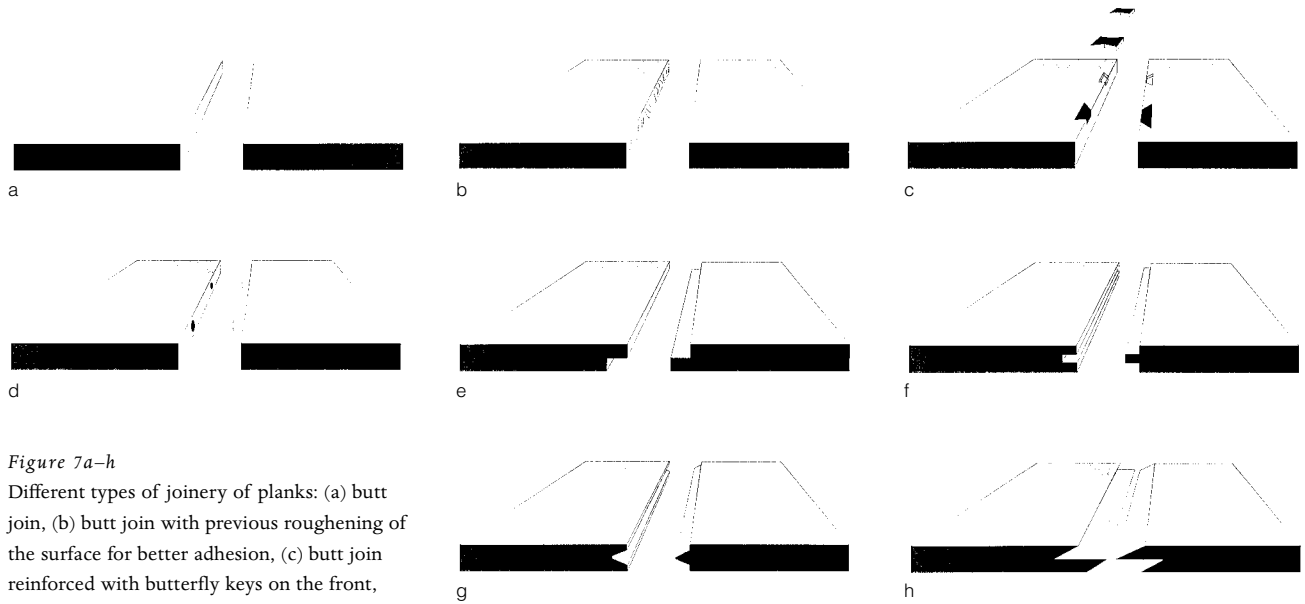 a
b
c
d
e
f
Figure 7a–h
Different types of joinery of planks: (a) butt
join, (b) butt join with previous roughening of
the surface for better adhesion, (c) butt join
reinforced with butterfly keys on the front,
g
h